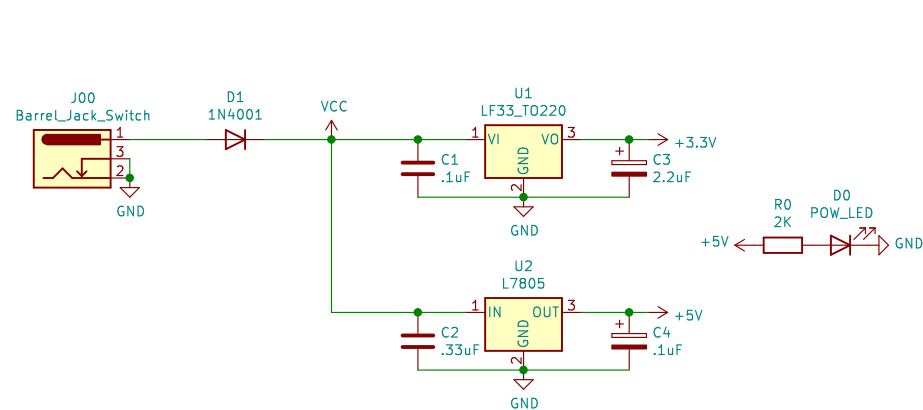 J00
Barrel_Jack_Switch
1
3
2
GND
D1
1N4001
VCC
C1
.1uF
U1
LF33_TO220
1
VI
VO
3
GND
2
GND
+
C3
2.2uF
+3.3V
+5V
R0
2K
D0
POW_LED
GND
C2
.33uF
U2
L7805
1
IN
OUT
3
GND
2
GND
+
C4
.1uF
+5V